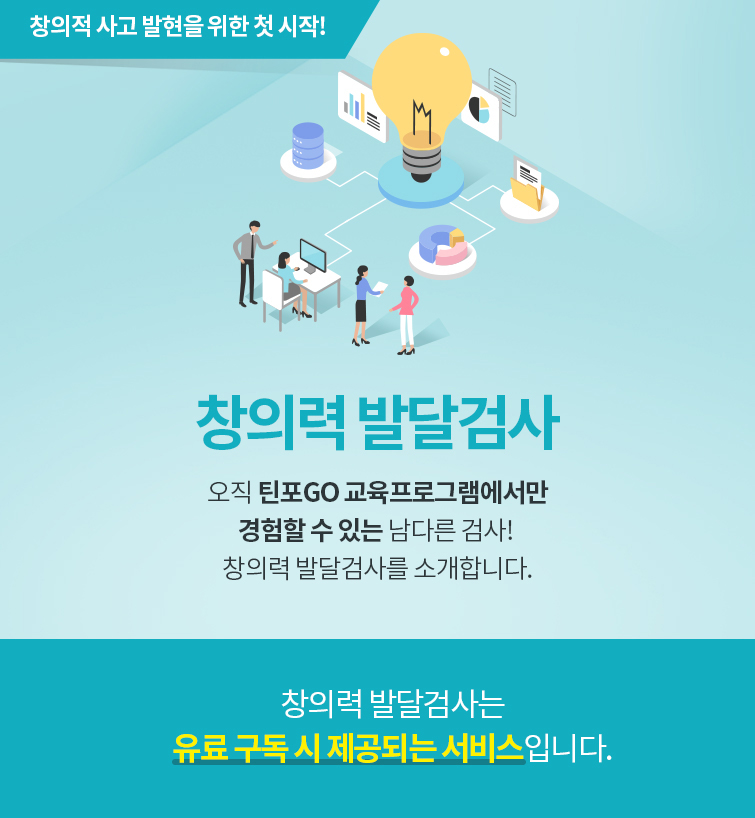 창의적 사고 발현을 위한 첫 시작!
창의력 발달검사
오직 틴포GO 교육프로그램에서만
경험할 수 있는 남다른 검사!
창의력 발달검사를 소개합니다.
창의력 발달검사는
유료 구독 시 제공되는 서비스입니다.